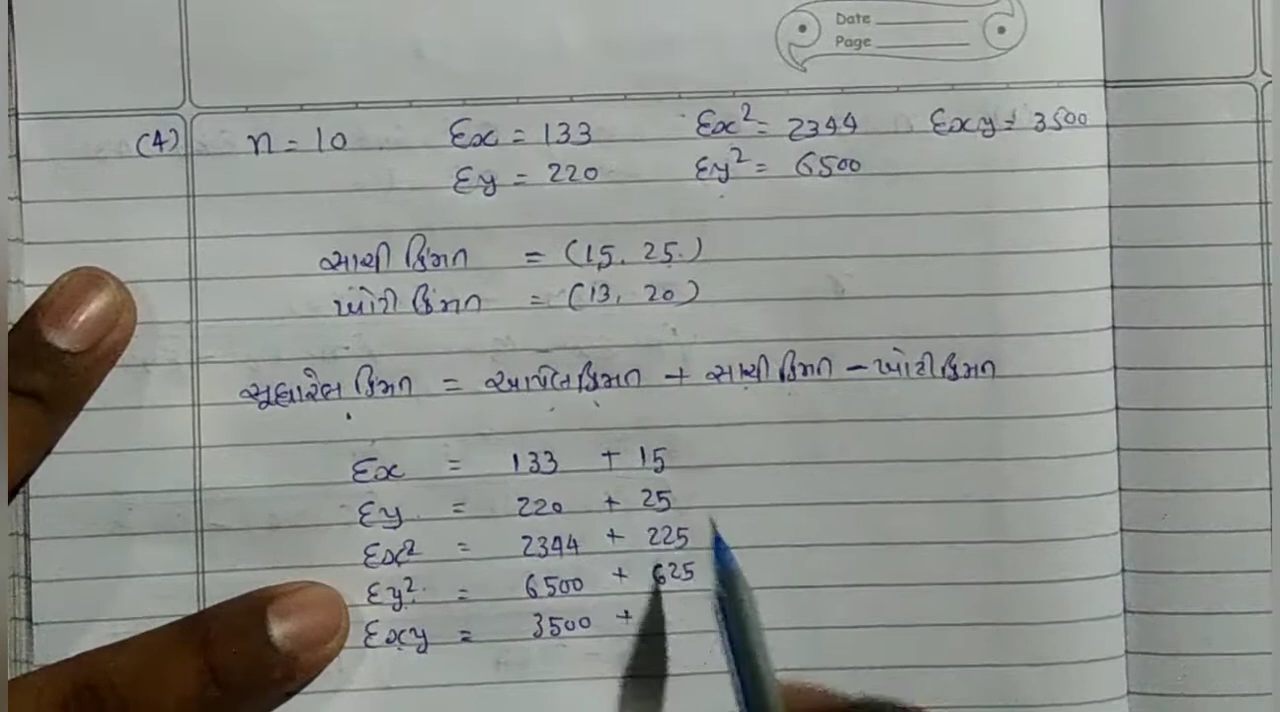 Date
Page
(4) n = 10 Σx = 133 Σx² = 2344 Σxy = 3500
Σy = 220 Σy² = 6500
સાચી કિંમત = (15, 25)
ખોટી કિંમત = (13, 20)
સુધારેલ કિંમત = આપેલ કિંમત + સાચી કિંમત - ખોટી કિંમત
Σx = 133 + 15
Σy = 220 + 25
Σx² = 2344 + 225
Σy² = 6500 + 625
Σxy = 3500 +